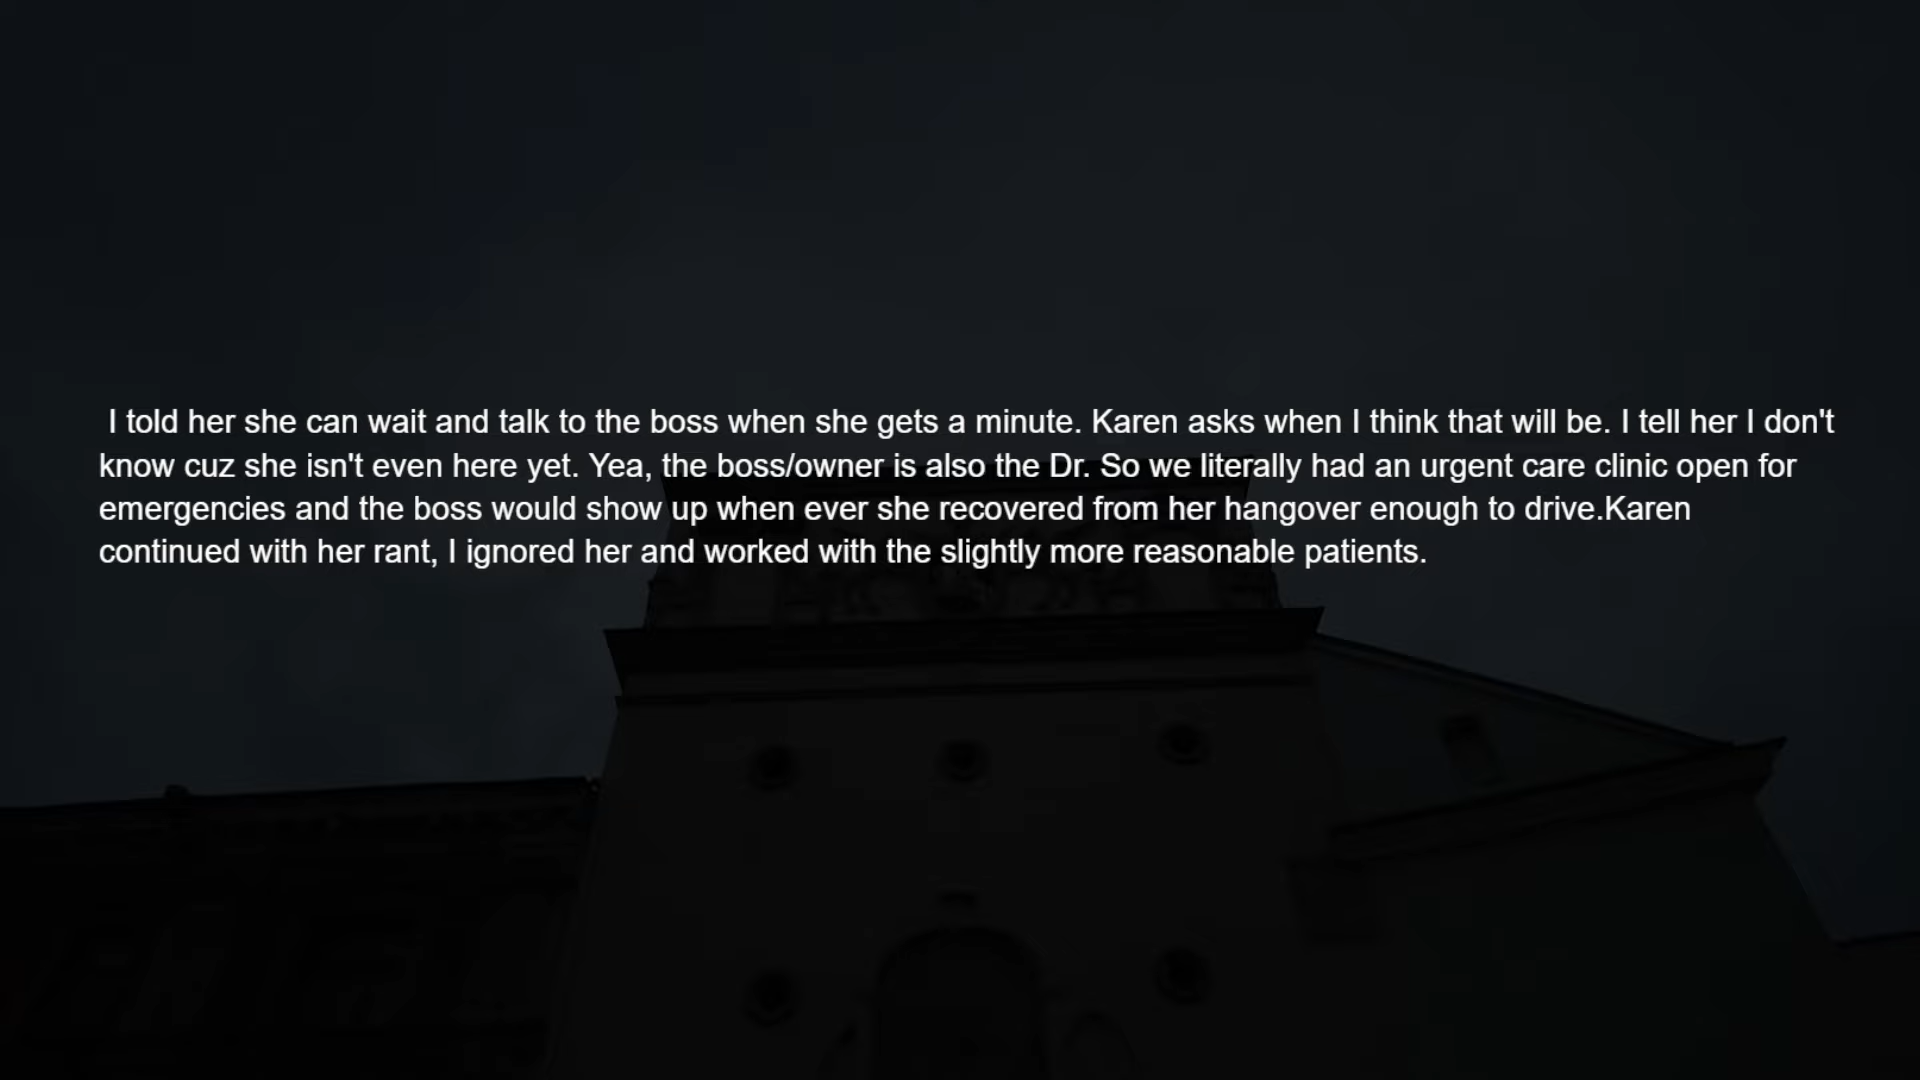 I told her she can wait and talk to the boss when she gets a minute. Karen asks when I think that will be. I tell her I don't
know cuz she isn't even here yet. Yea, the boss/owner is also the Dr. So we literally had an urgent care clinic open for
emergencies and the boss would show up when ever she recovered from her hangover enough to drive.Karen
continued with her rant, I ignored her and worked with the slightly more reasonable patients.